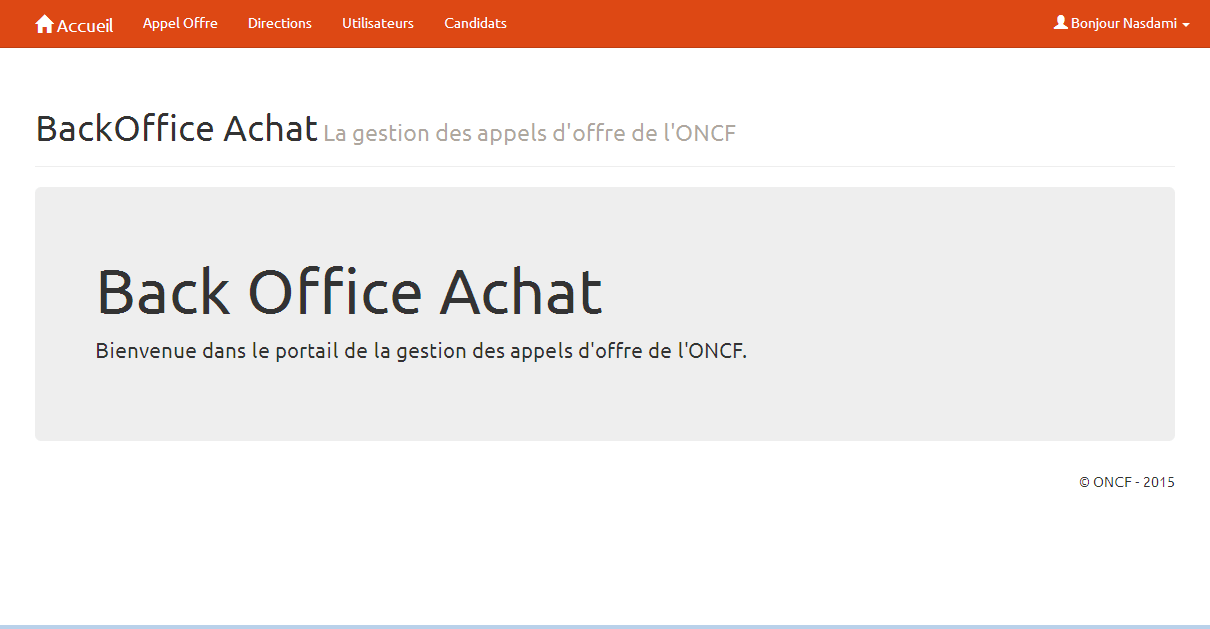 Accueil Appel Offre Directions Utilisateurs Candidats Bonjour Nasdami
BackOffice Achat La gestion des appels d'offre de l'ONCF
Back Office Achat
Bienvenue dans le portail de la gestion des appels d'offre de l'ONCF.
© ONCF - 2015